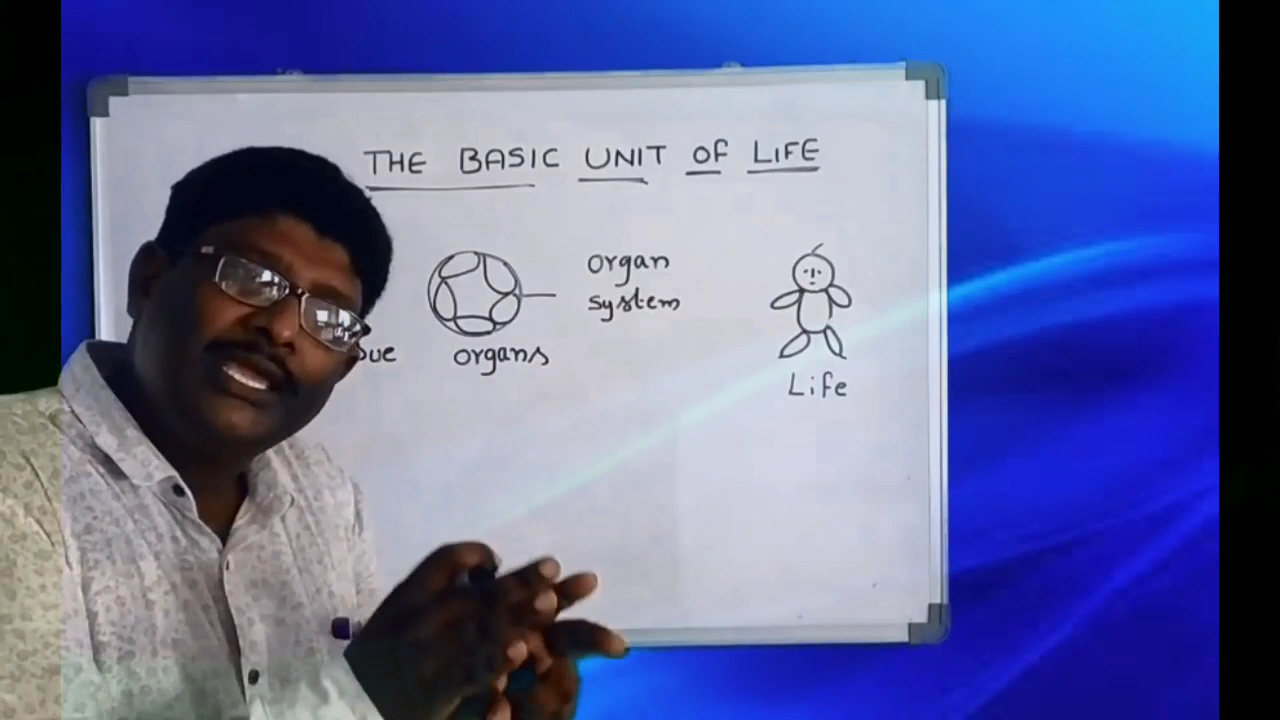 THE BASIC UNIT OF LIFE
organ
system
organs
Life